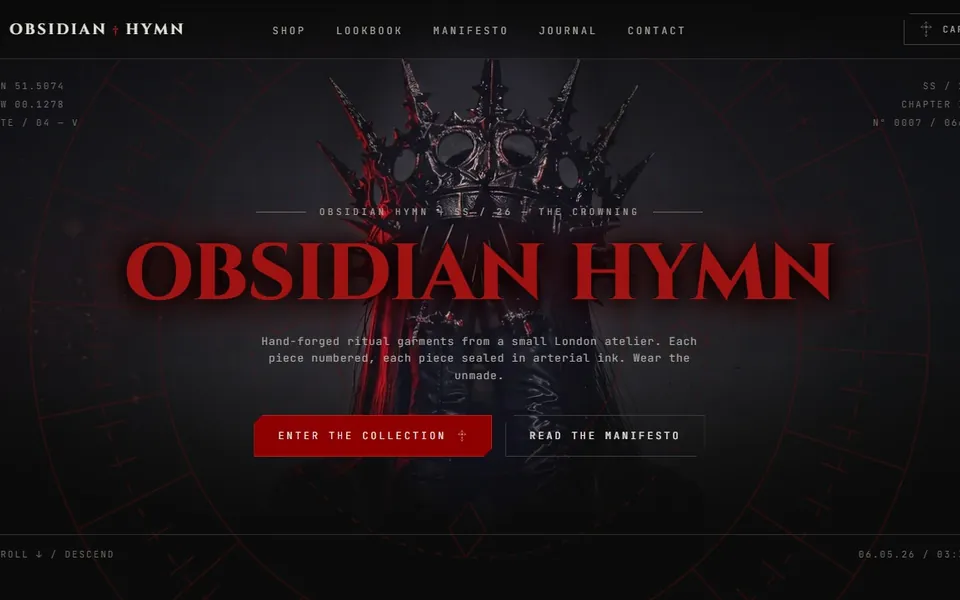 OBSIDIAN † HYMN
SHOP
LOOKBOOK
MANIFESTO
JOURNAL
CONTACT
N 51.5074
W 00.1278
SS /
CHAPTER
N° 0007 /
OBSIDIAN HYMN † SS / 26 — THE CROWNING
OBSIDIAN HYMN
Hand-forged ritual garments from a small London atelier. Each
piece numbered, each piece sealed in arterial ink. Wear the
unmade.
ENTER THE COLLECTION
READ THE MANIFESTO
↓ / DESCEND
06.05.26 /